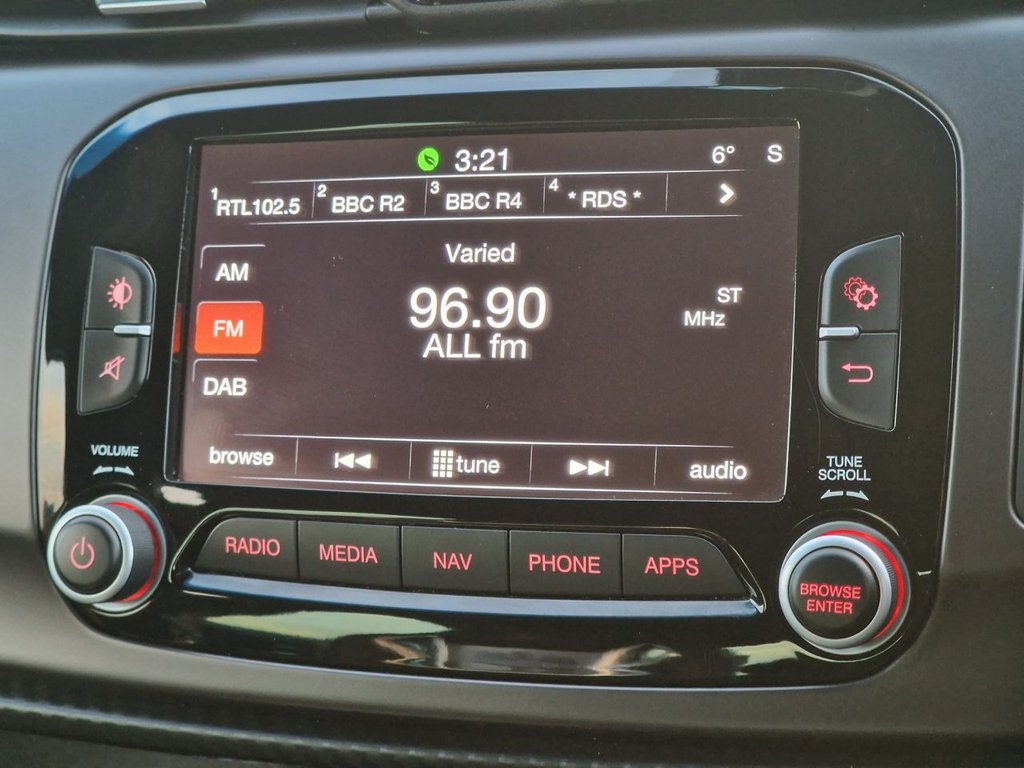 3:21 6° S
1 RTL102.5 2 BBC R2 3 BBC R4 4 * RDS *
Varied
AM
96.90 ST
MHz
FM
ALL fm
DAB
browse tune audio
VOLUME
TUNE
SCROLL
RADIO MEDIA NAV PHONE APPS
BROWSE
ENTER